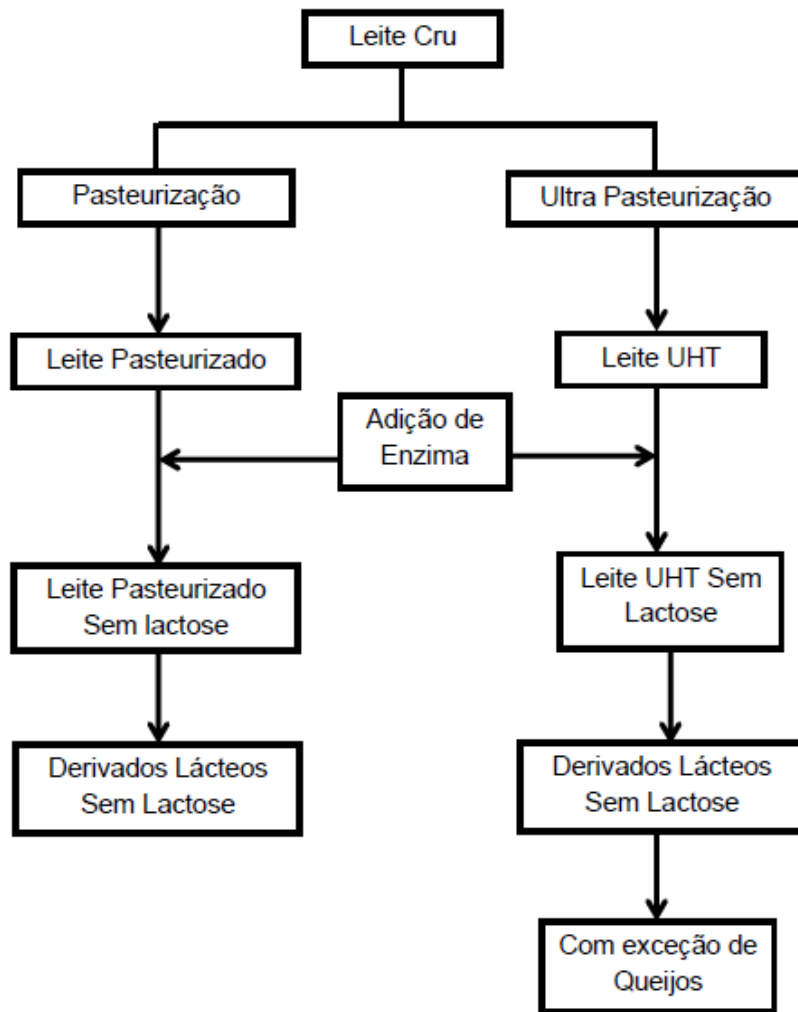 Leite Cru
Pasteurização
Ultra Pasteurização
Leite Pasteurizado
Leite UHT
Adição de
Enzima
Leite Pasteurizado
Sem lactose
Leite UHT Sem
Lactose
Derivados Lácteos
Sem Lactose
Derivados Lácteos
Sem Lactose
Com exceção de
Queijos